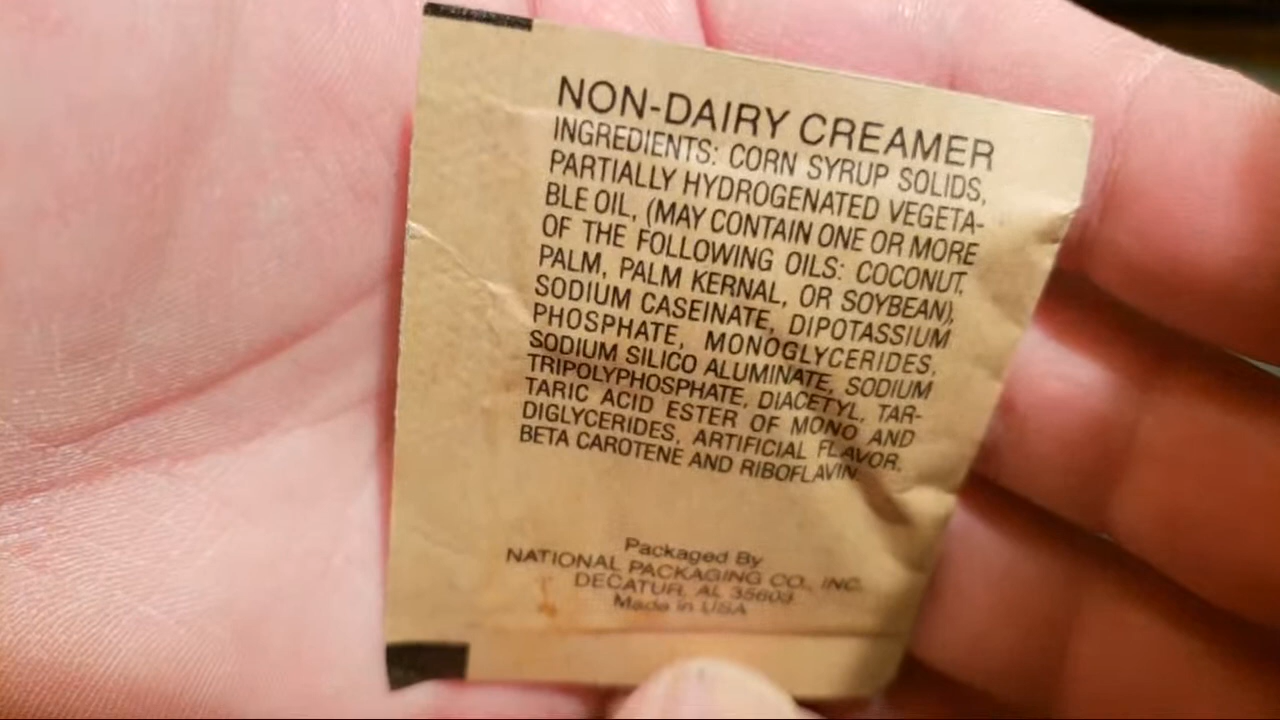 NON-DAIRY CREAMER
INGREDIENTS: CORN SYRUP SOLIDS,
PARTIALLY HYDROGENATED VEGETA-
BLE OIL, (MAY CONTAIN ONE OR MORE
OF THE FOLLOWING OILS: COCONUT,
PALM, PALM KERNAL, OR SOYBEAN),
SODIUM CASEINATE, DIPOTASSIUM
PHOSPHATE, MONOGLYCERIDES,
SODIUM SILICO ALUMINATE, SODIUM
TRIPOLYPHOSPHATE, DIACETYL, TAR-
TARIC ACID ESTER OF MONO AND
DIGLYCERIDES, ARTIFICIAL FLAVOR,
BETA CAROTENE AND RIBOFLAVIN.
Packaged By
NATIONAL PACKAGING CO., INC.
DECATUR, AL 35603
Made in USA